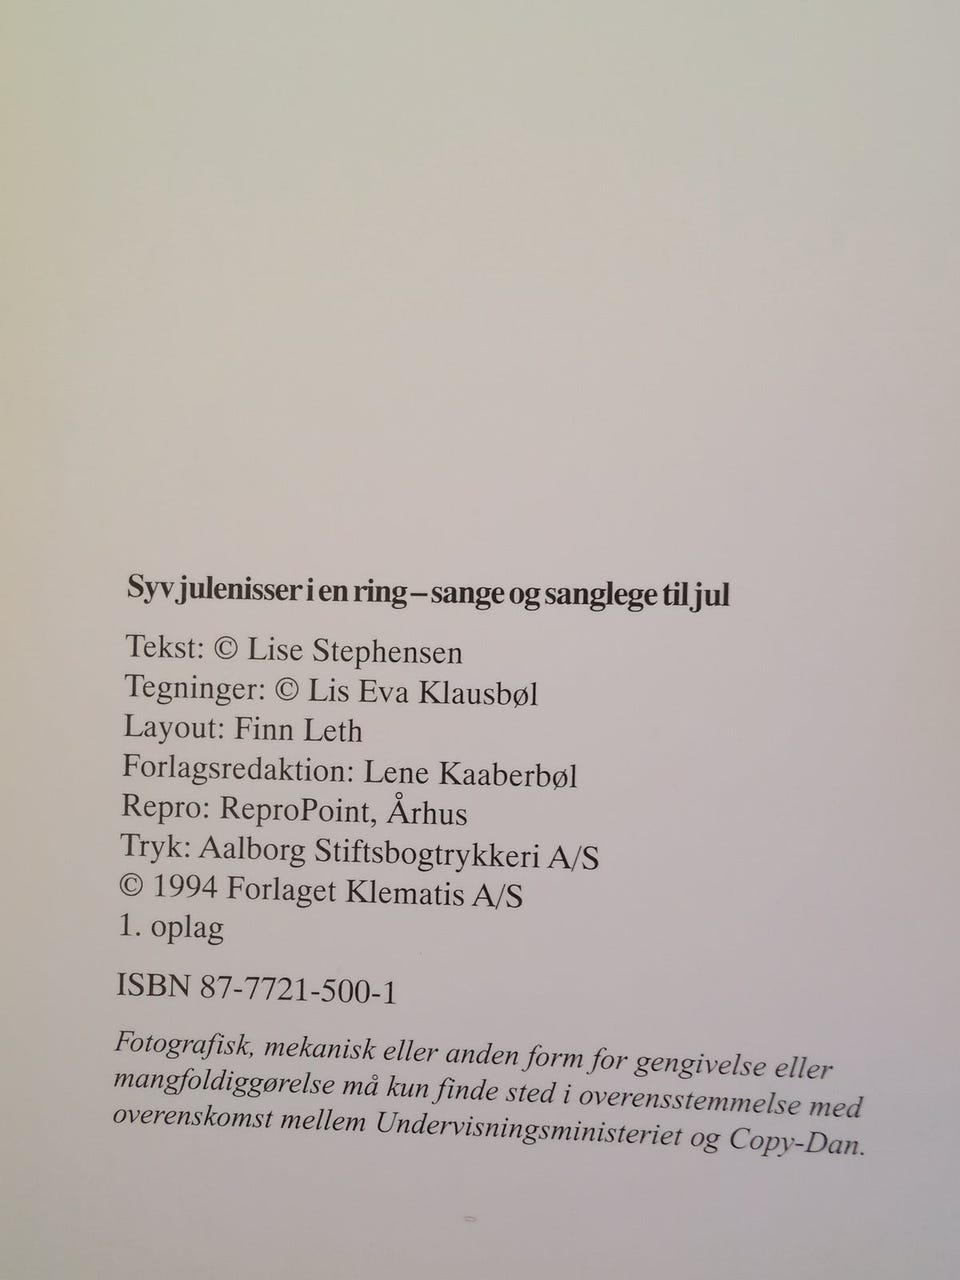 Syv julenisser i en ring – sange og sanglege til jul
Tekst: © Lise Stephensen
Tegninger: © Lis Eva Klausbøl
Layout: Finn Leth
Forlagsredaktion: Lene Kaaberbøl
Repro: ReproPoint, Århus
Tryk: Aalborg Stiftsbogtrykkeri A/S
© 1994 Forlaget Klematis A/S
1. oplag
ISBN 87-7721-500-1
Fotografisk, mekanisk eller anden form for gengivelse eller
mangfoldiggørelse må kun finde sted i overensstemmelse med
overenskomst mellem Undervisningsministeriet og Copy-Dan.